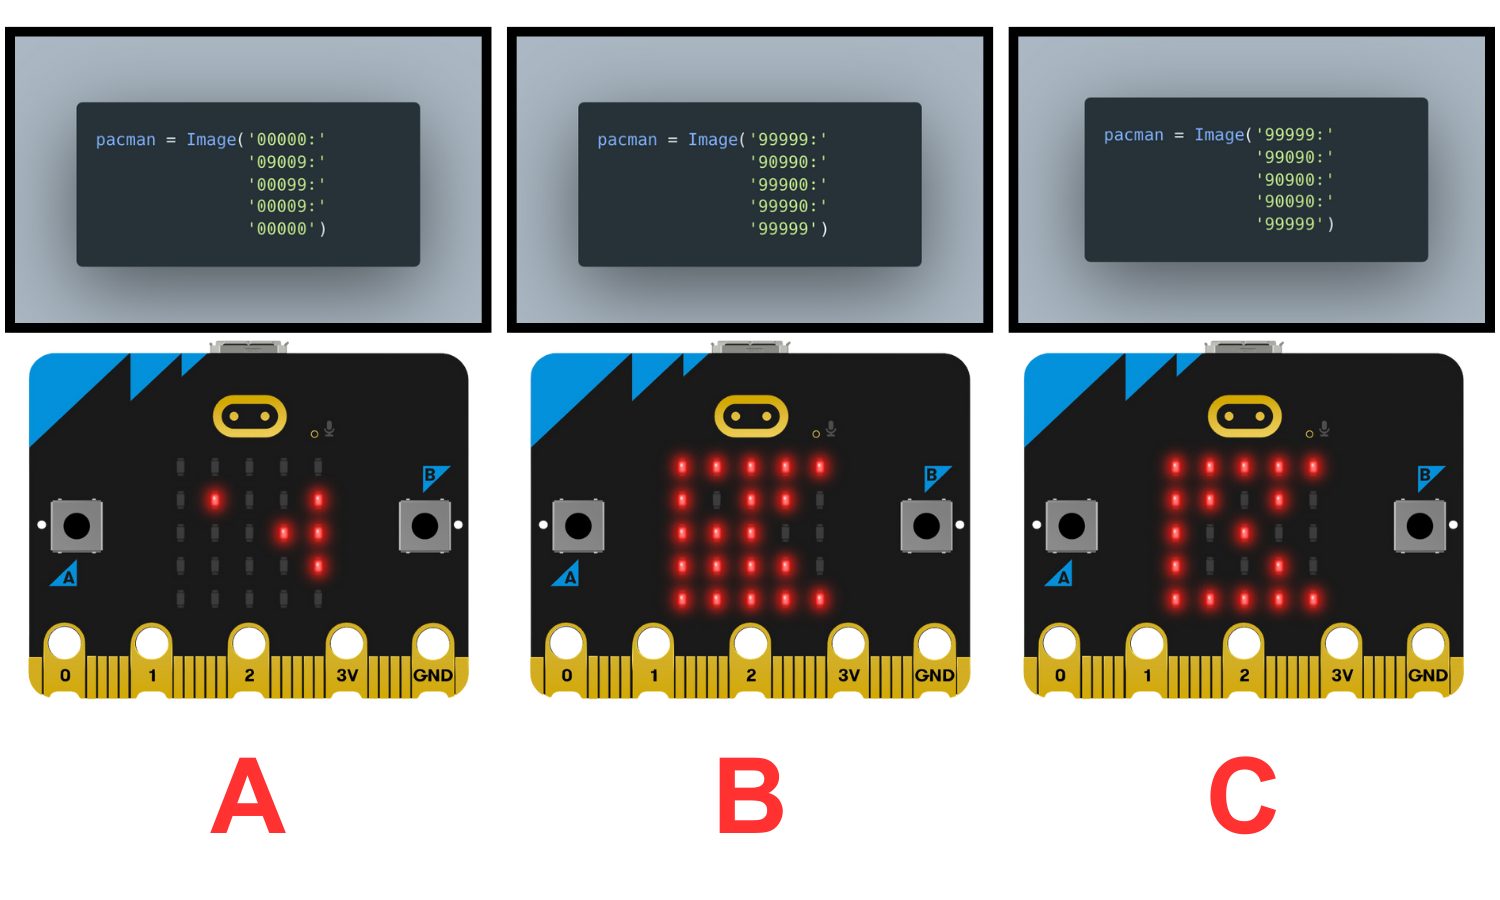 pacman = Image('00000:'
'09009:'
'00099:'
'00009:'
'00000')
pacman = Image('99999:'
'90990:'
'99900:'
'99990:'
'99999')
pacman = Image('99999:'
'99090:'
'90900:'
'90090:'
'99999')
B
A
0 1 2 3V GND
B
A
0 1 2 3V GND
B
A
0 1 2 3V GND
A
B
C